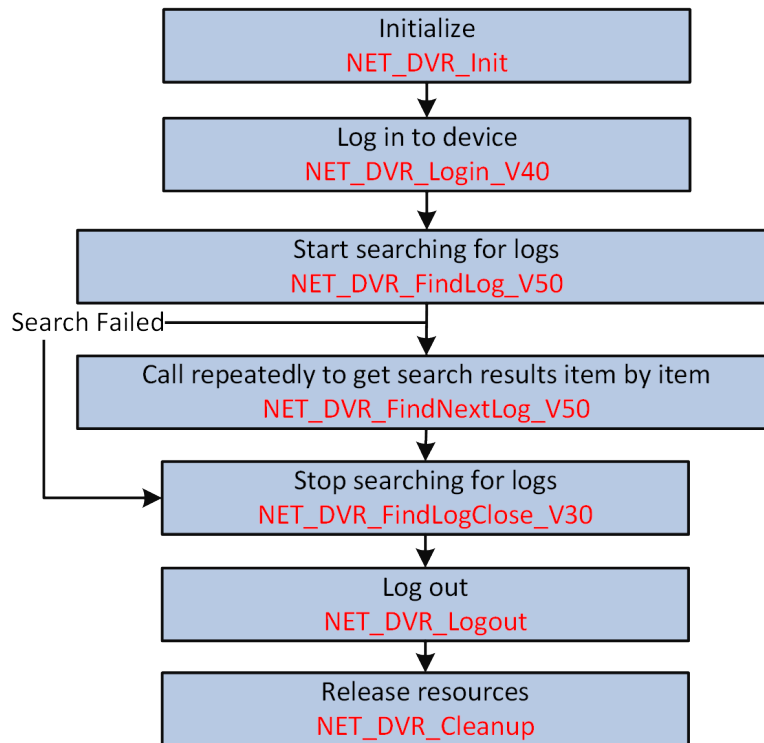 Initialize
NET_DVR_Init
Log in to device
NET_DVR_Login_V40
Start searching for logs
NET_DVR_FindLog_V50
Search Failed
Call repeatedly to get search results item by item
NET_DVR_FindNextLog_V50
Stop searching for logs
NET_DVR_FindLogClose_V30
Log out
NET_DVR_Logout
Release resources
NET_DVR_Cleanup